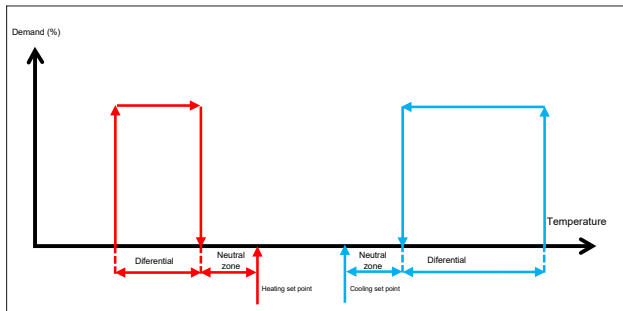 Demand (%)
Temperature
Diferential
Neutral
zone
Neutral
zone
Diferential
Heating set point
Cooling set point